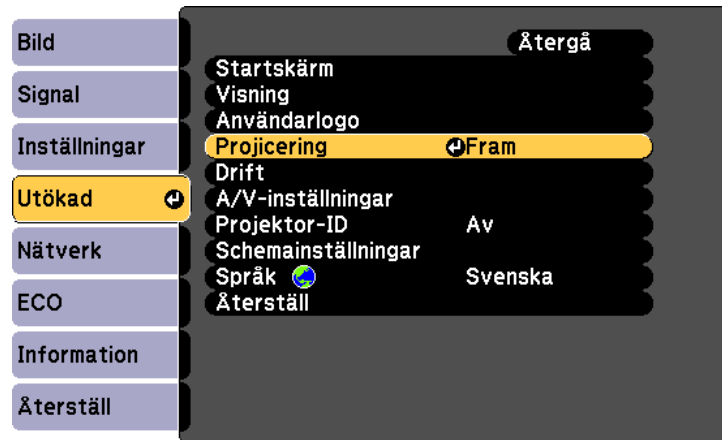 Bild
Signal
Inställningar
Utökad
Nätverk
ECO
Information
Återställ
Återgå
Startskärm
Visning
Användarlogo
Projicering Fram
Drift
A/V-inställningar
Projektor-ID Av
Schemainställningar
Språk Svenska
Återställ